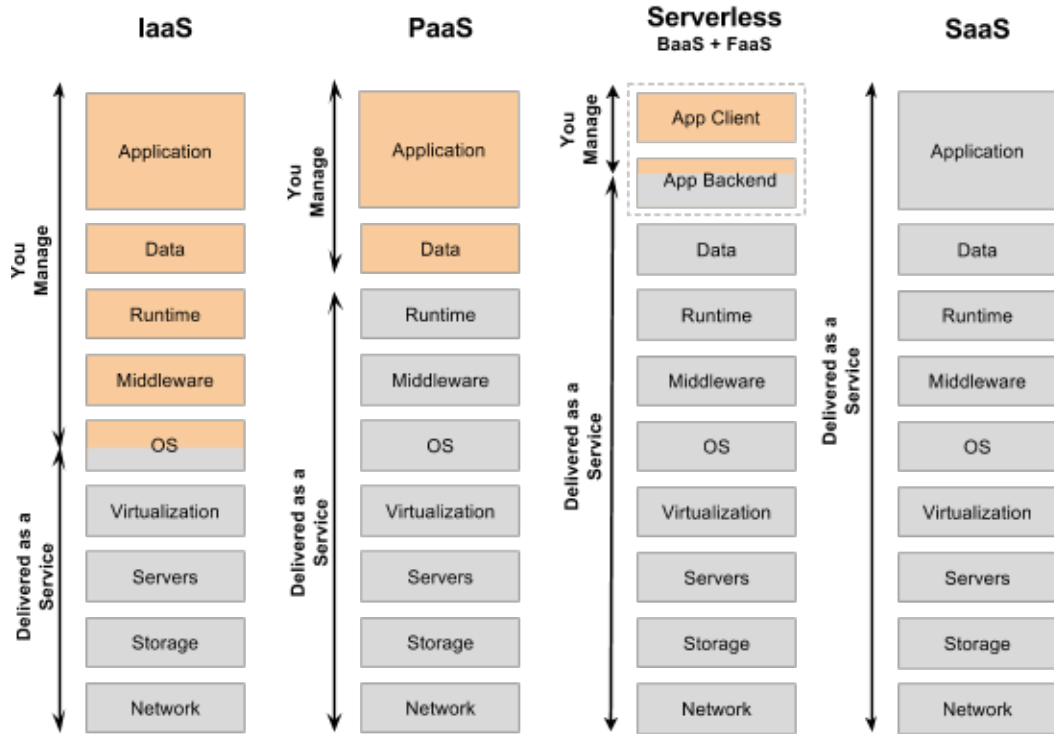 IaaS
You
Manage
Delivered as a
Service
Application
Data
Runtime
Middleware
OS
Virtualization
Servers
Storage
Network
PaaS
You
Manage
Delivered as a
Service
Application
Data
Runtime
Middleware
OS
Virtualization
Servers
Storage
Network
Serverless
BaaS + FaaS
You
Manage
Delivered as a
Service
App Client
App Backend
Data
Runtime
Middleware
OS
Virtualization
Servers
Storage
Network
SaaS
Delivered as a
Service
Application
Data
Runtime
Middleware
OS
Virtualization
Servers
Storage
Network